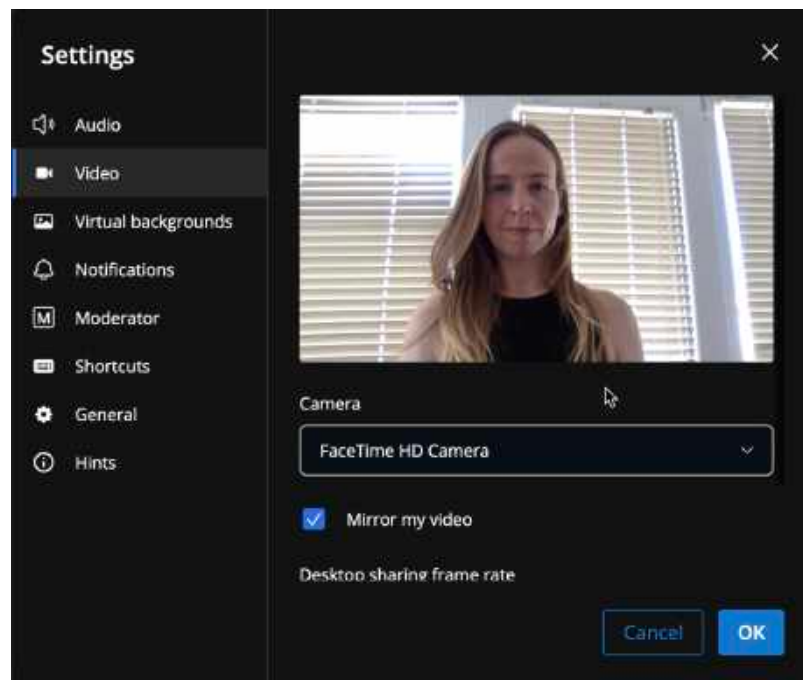 Settings
Audio
Video
Virtual backgrounds
Notifications
M Moderator
Shortcuts
General
Hints
Camera
FaceTime HD Camera
Mirror my video
Desktop sharing frame rate
Cancel
OK